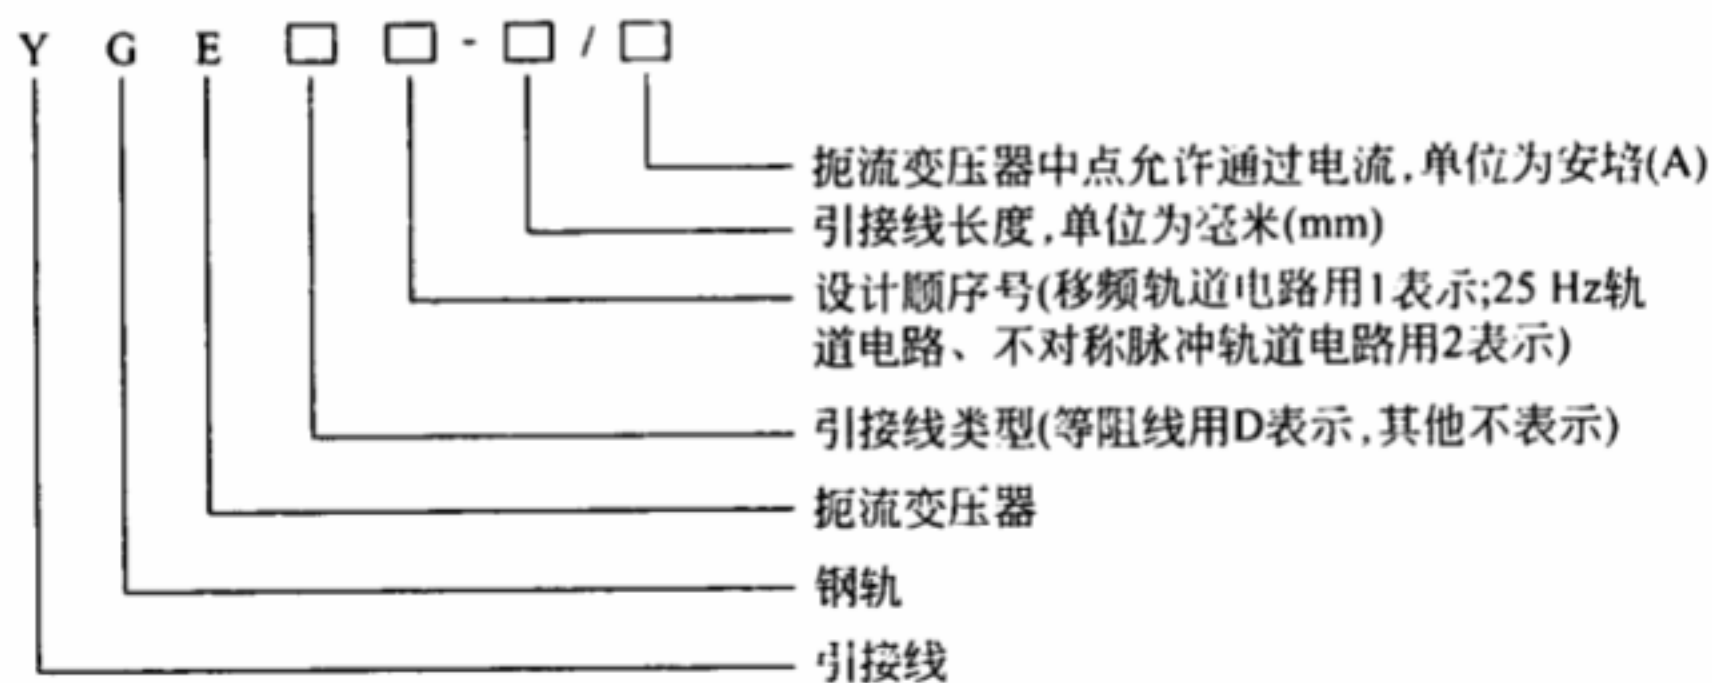 Y G E □ □ - □ / □
扼流变压器中点允许通过电流,单位为安培(A)
引接线长度,单位为毫米(mm)
设计顺序号(移频轨道电路用1表示;25 Hz轨
道电路、不对称脉冲轨道电路用2表示)
引接线类型(等阻线用D表示,其他不表示)
扼流变压器
钢轨
引接线